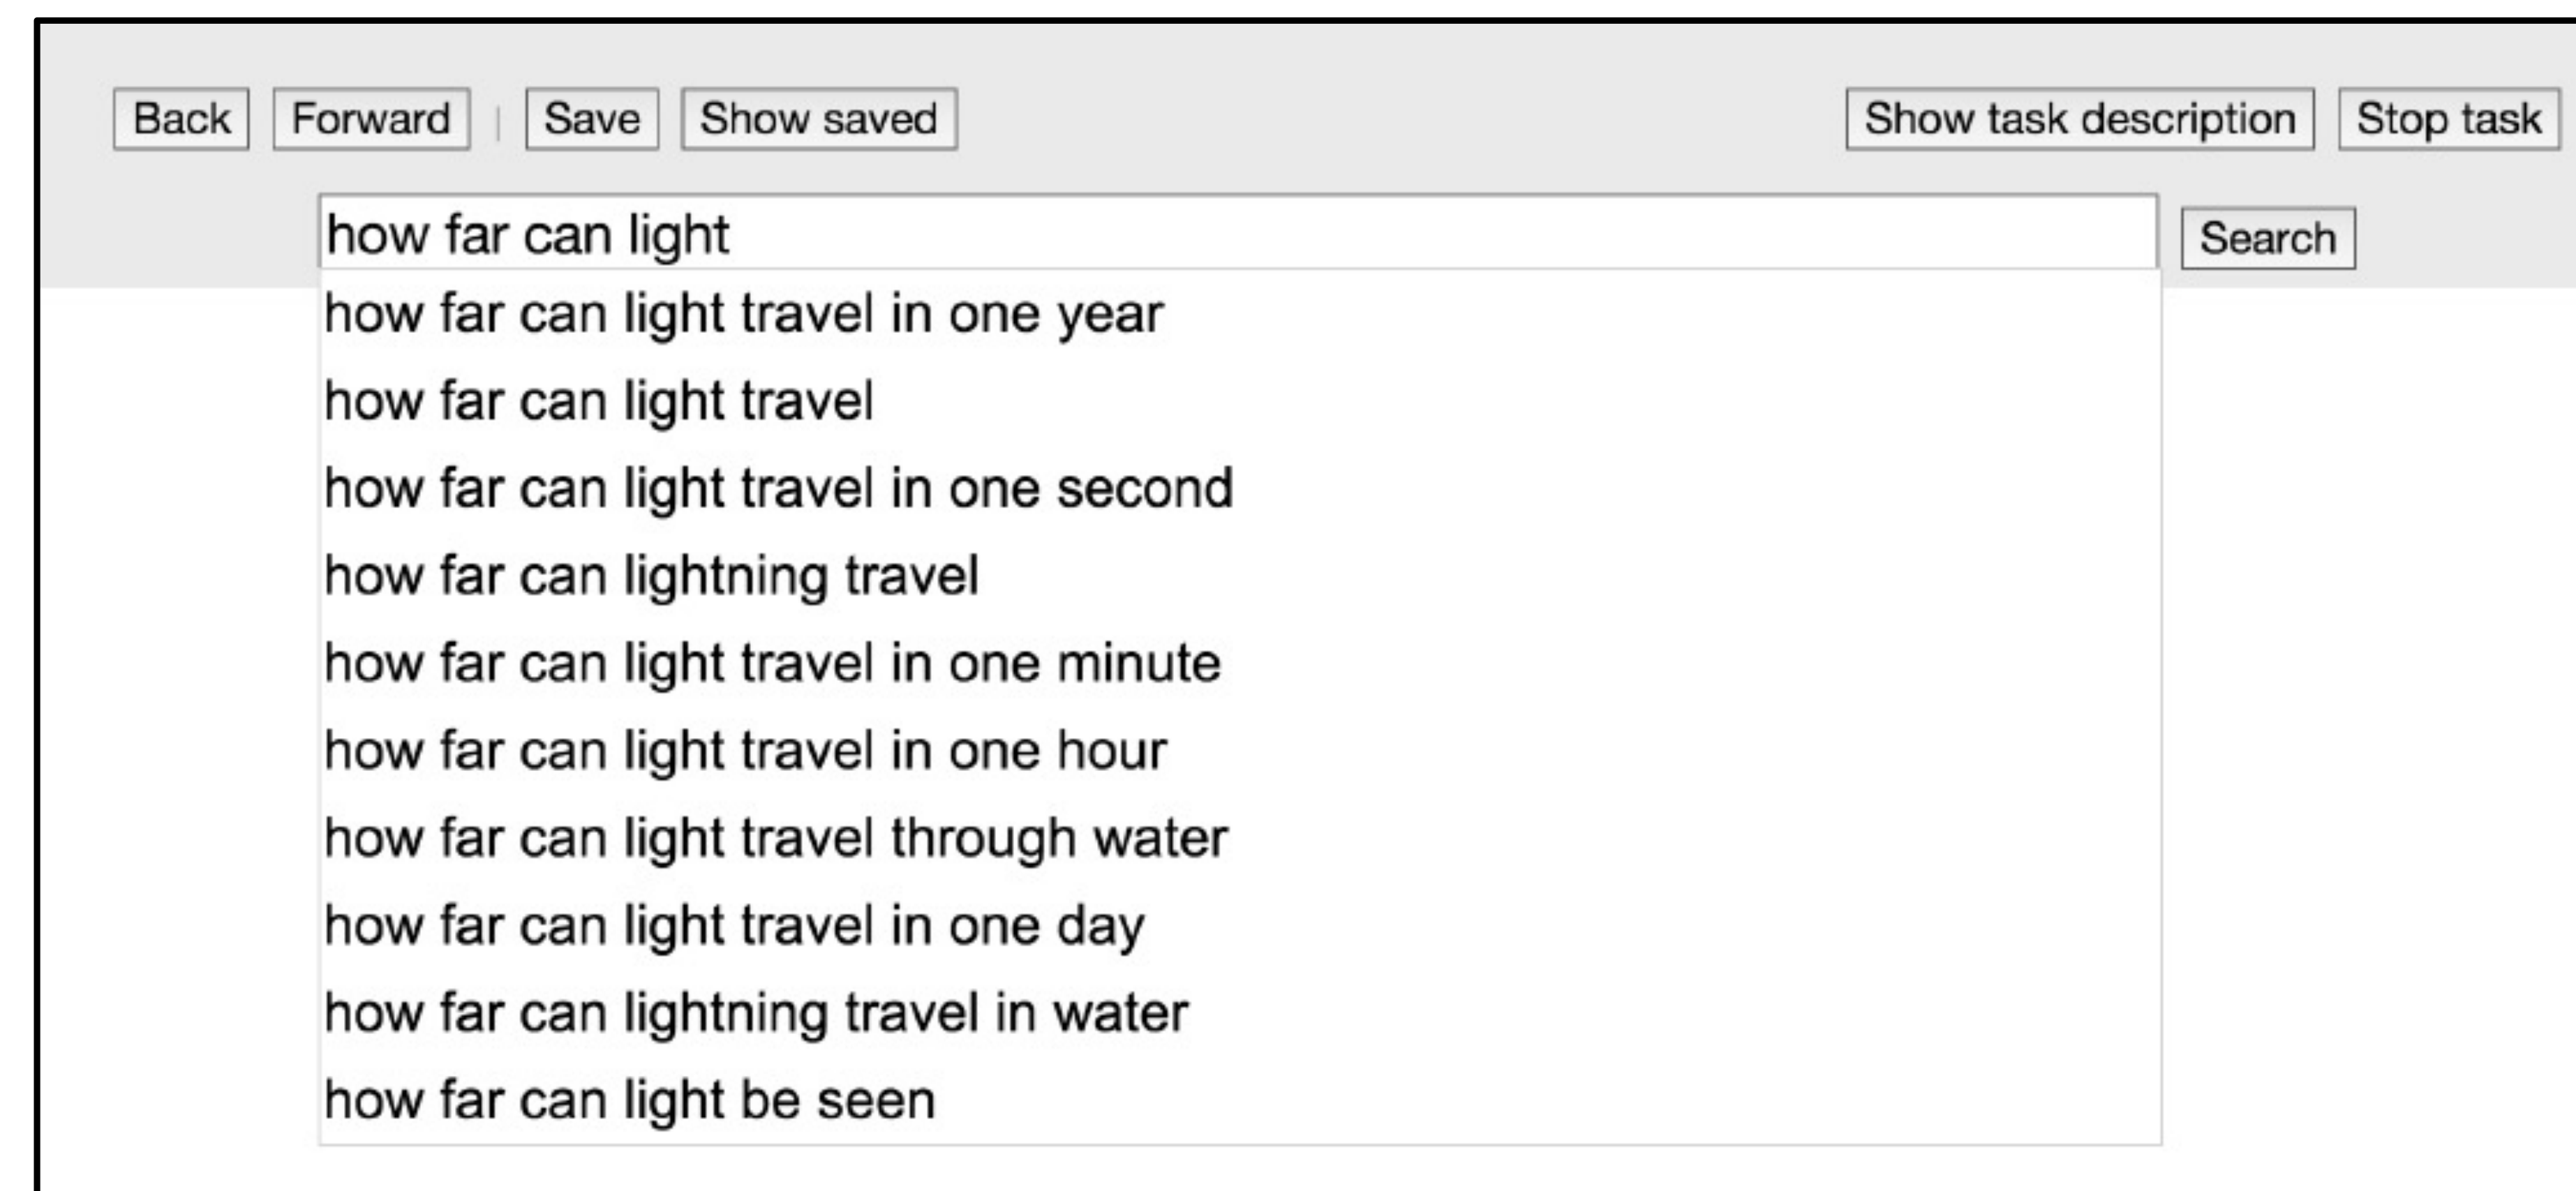 Back Forward | Save Show saved Show task description Stop task
how far can light Search
how far can light travel in one year
how far can light travel
how far can light travel in one second
how far can lightning travel
how far can light travel in one minute
how far can light travel in one hour
how far can light travel through water
how far can light travel in one day
how far can lightning travel in water
how far can light be seen